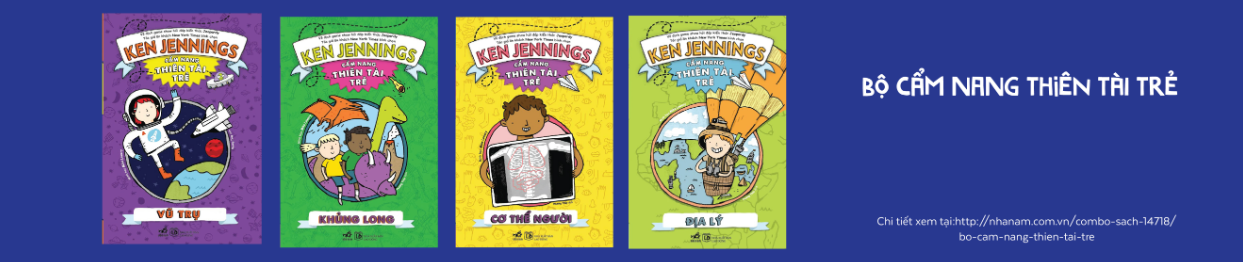 KEN JENNINGS
CẨM NANG
THIÊN TÀI
TRẺ
VŨ TRỤ
KEN JENNINGS
CẨM NANG
THIÊN TÀI
TRẺ
KHỦNG LONG
KEN JENNINGS
CẨM NANG
THIÊN TÀI
TRẺ
CƠ THỂ NGƯỜI
KEN JENNINGS
CẨM NANG
THIÊN TÀI
TRẺ
ĐỊA LÝ
BỘ CẨM NANG THiÊN TÀI TRẺ
Chi tiết xem tại:http://nhanam.com.vn/combo-sach-14718/
bo-cam-nang-thien-tai-tre